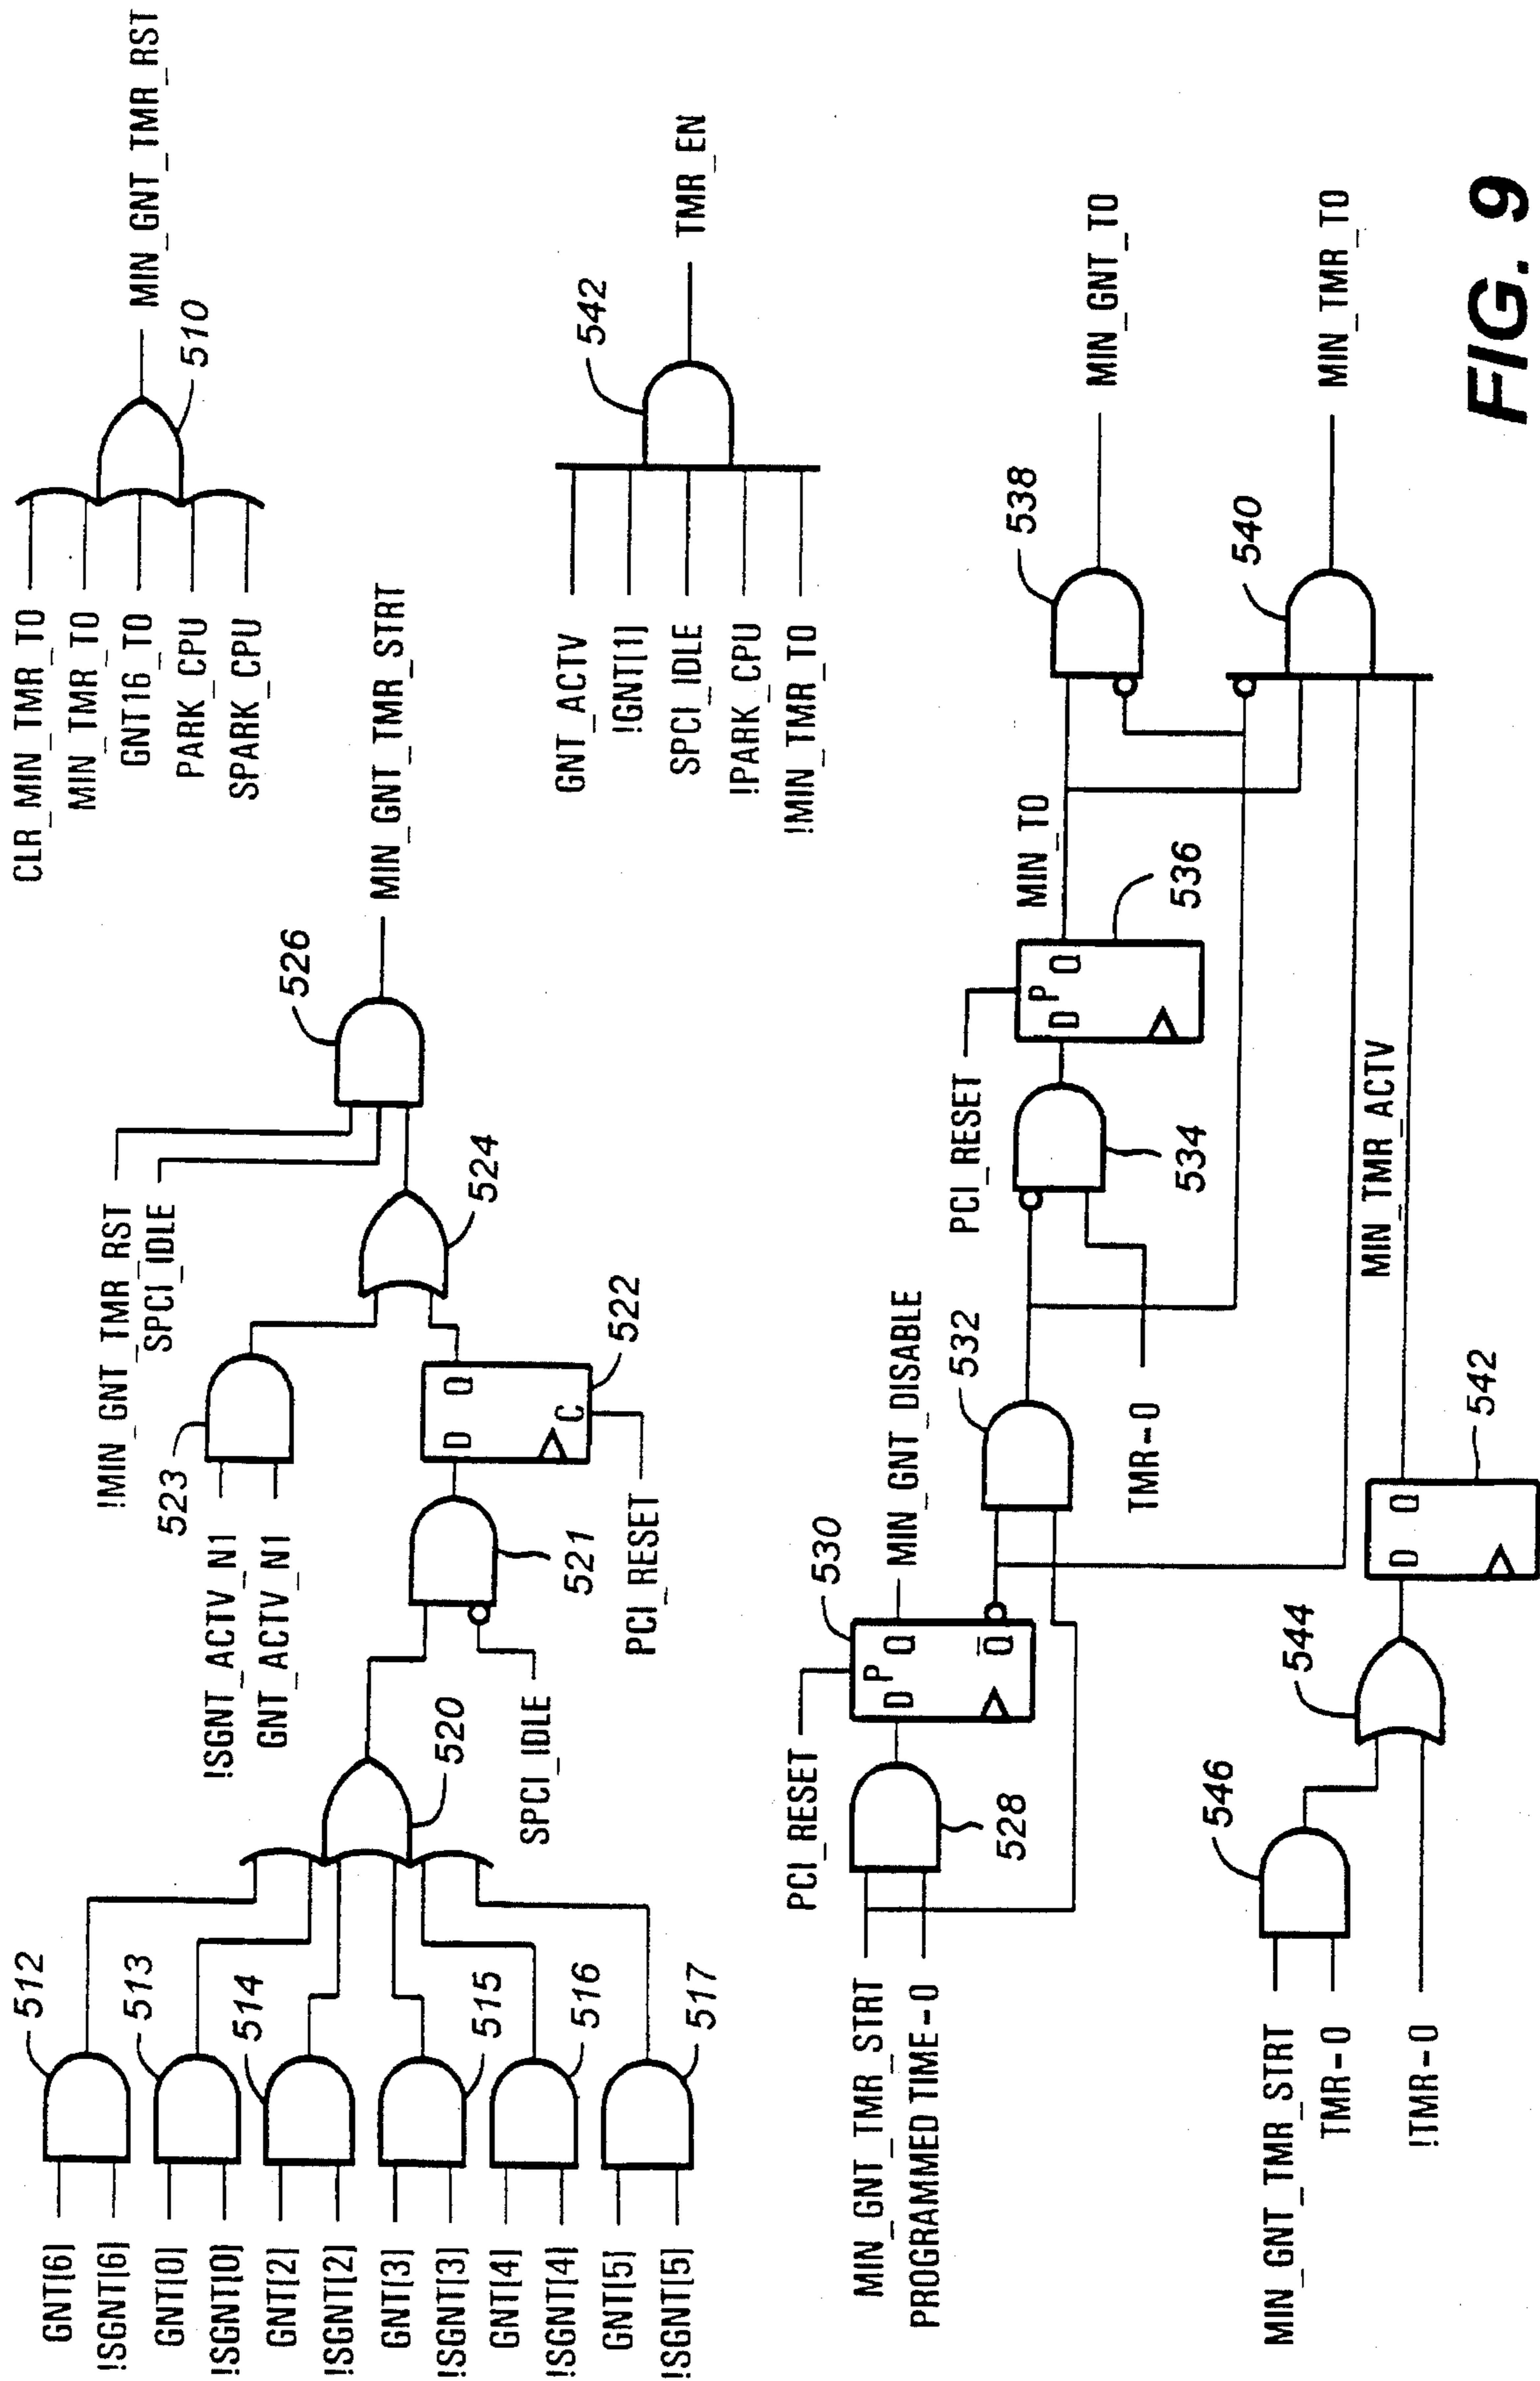 GNT[6]
!SGNT[6]
GNT[0]
!SGNT[0]
GNT[2]
!SGNT[2]
GNT[3]
!SGNT[3]
GNT[4]
!SGNT[4]
GNT[5]
!SGNT[5]
512
513
514
515
516
517
520
SPCI_IDLE
521
!SGNT_ACTV_N1
GNT_ACTV_N1
523
D Q
C
522
PCI_RESET
524
!MIN_GNT_TMR_RST
SPCI_IDLE
526
MIN_GNT_TMR_STRT
CLR_MIN_TMR_TO
MIN_TMR_TO
GNT16_TO
PARK_CPU
SPARK_CPU
510
MIN_GNT_TMR_RST
GNT_ACTV
!GNT[1]
SPCI_IDLE
!PARK_CPU
!MIN_TMR_TO
542
TMR_EN
MIN_GNT_TMR_STRT
PROGRAMMED TIME=0
528
PCI_RESET
530
D P Q
Q
MIN_GNT_DISABLE
532
TMR=0
534
PCI_RESET
D P Q
536
MIN_TO
538
MIN_GNT_TO
540
MIN_TMR_TO
MIN_GNT_TMR_STRT
TMR=0
!TMR=0
546
544
D Q
542
MIN_TMR_ACTV
FIG. 9